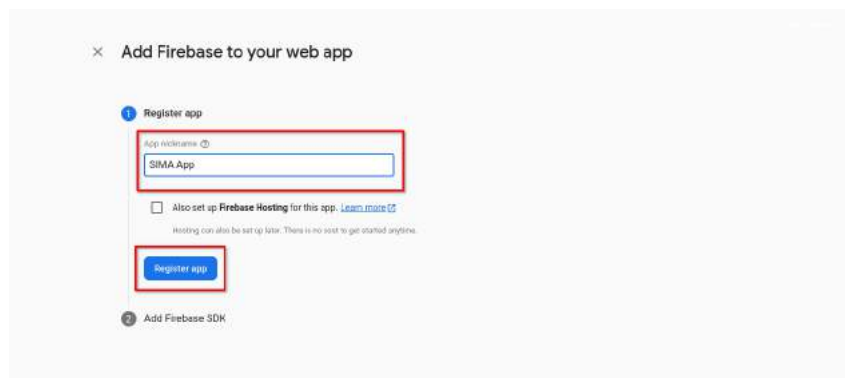 × Add Firebase to your web app
1 Register app
App nickname
SIMA App
Also set up Firebase Hosting for this app. Learn more
Hosting can also be set up later. There is no cost to get started anytime.
Register app
2 Add Firebase SDK